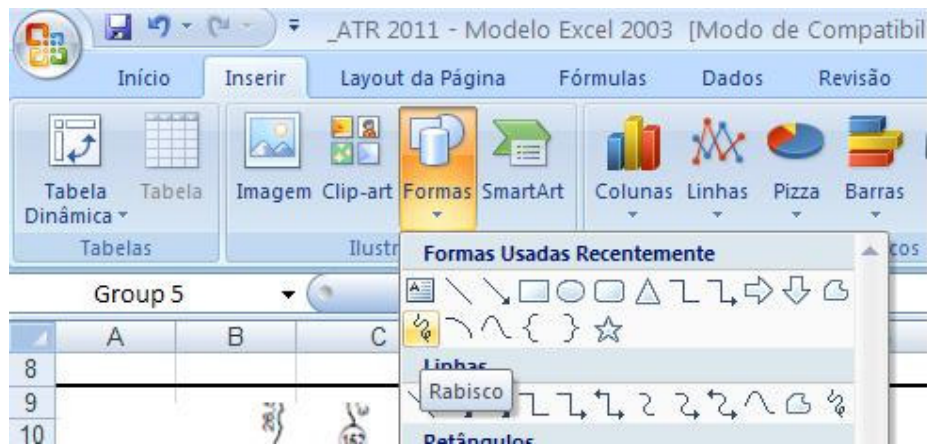 _ATR 2011 - Modelo Excel 2003 [Modo de Compatibil
Início Inserir Layout da Página Fórmulas Dados Revisão
Tabela Dinâmica Tabela Imagem Clip-art Formas SmartArt Colunas Linhas Pizza Barras
Tabelas Ilustr cos
Formas Usadas Recentemente
Group 5
A B C
8
Linhas
Rabisco
9
10 152
Retângulos